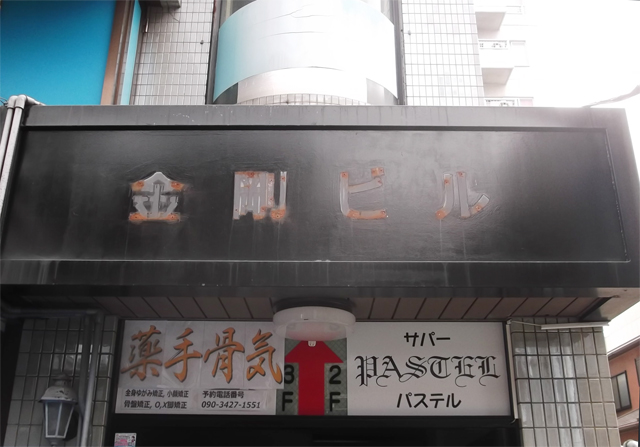 金剛ビル
薬手骨気
全身ゆがみ矯正, 小顔矯正
骨盤矯正, O,X脚矯正
予約電話番号
090-3427-1551
3F
2F
サパー
PASTEL
パステル